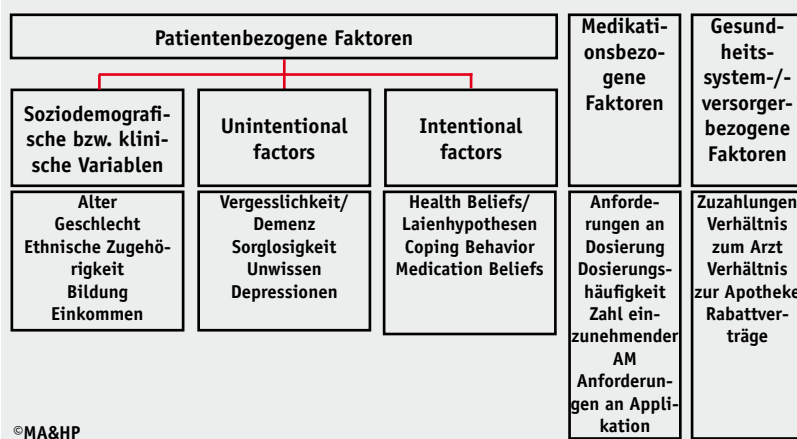 Patientenbezogene Faktoren
Soziodemografi-
sche bzw. klini-
sche Variablen
Unintentional
factors
Intentional
factors
Medikati-
onsbezo-
gene
Faktoren
Gesund-
heits-
system-/-
versorger-
bezogene
Faktoren
Alter
Geschlecht
Ethnische Zugehö-
rigkeit
Bildung
Einkommen
Vergesslichkeit/
Demenz
Sorglosigkeit
Unwissen
Depressionen
Health Beliefs/
Laienhypothesen
Coping Behavior
Medication Beliefs
Anforde-
rungen an
Dosierung
Dosierungs-
häufigkeit
Zahl ein-
zunehmender
AM
Anforderun-
gen an Appli-
kation
Zuzahlungen
Verhältnis
zum Arzt
Verhältnis
zur Apotheke
Rabattver-
träge
©MA&HP